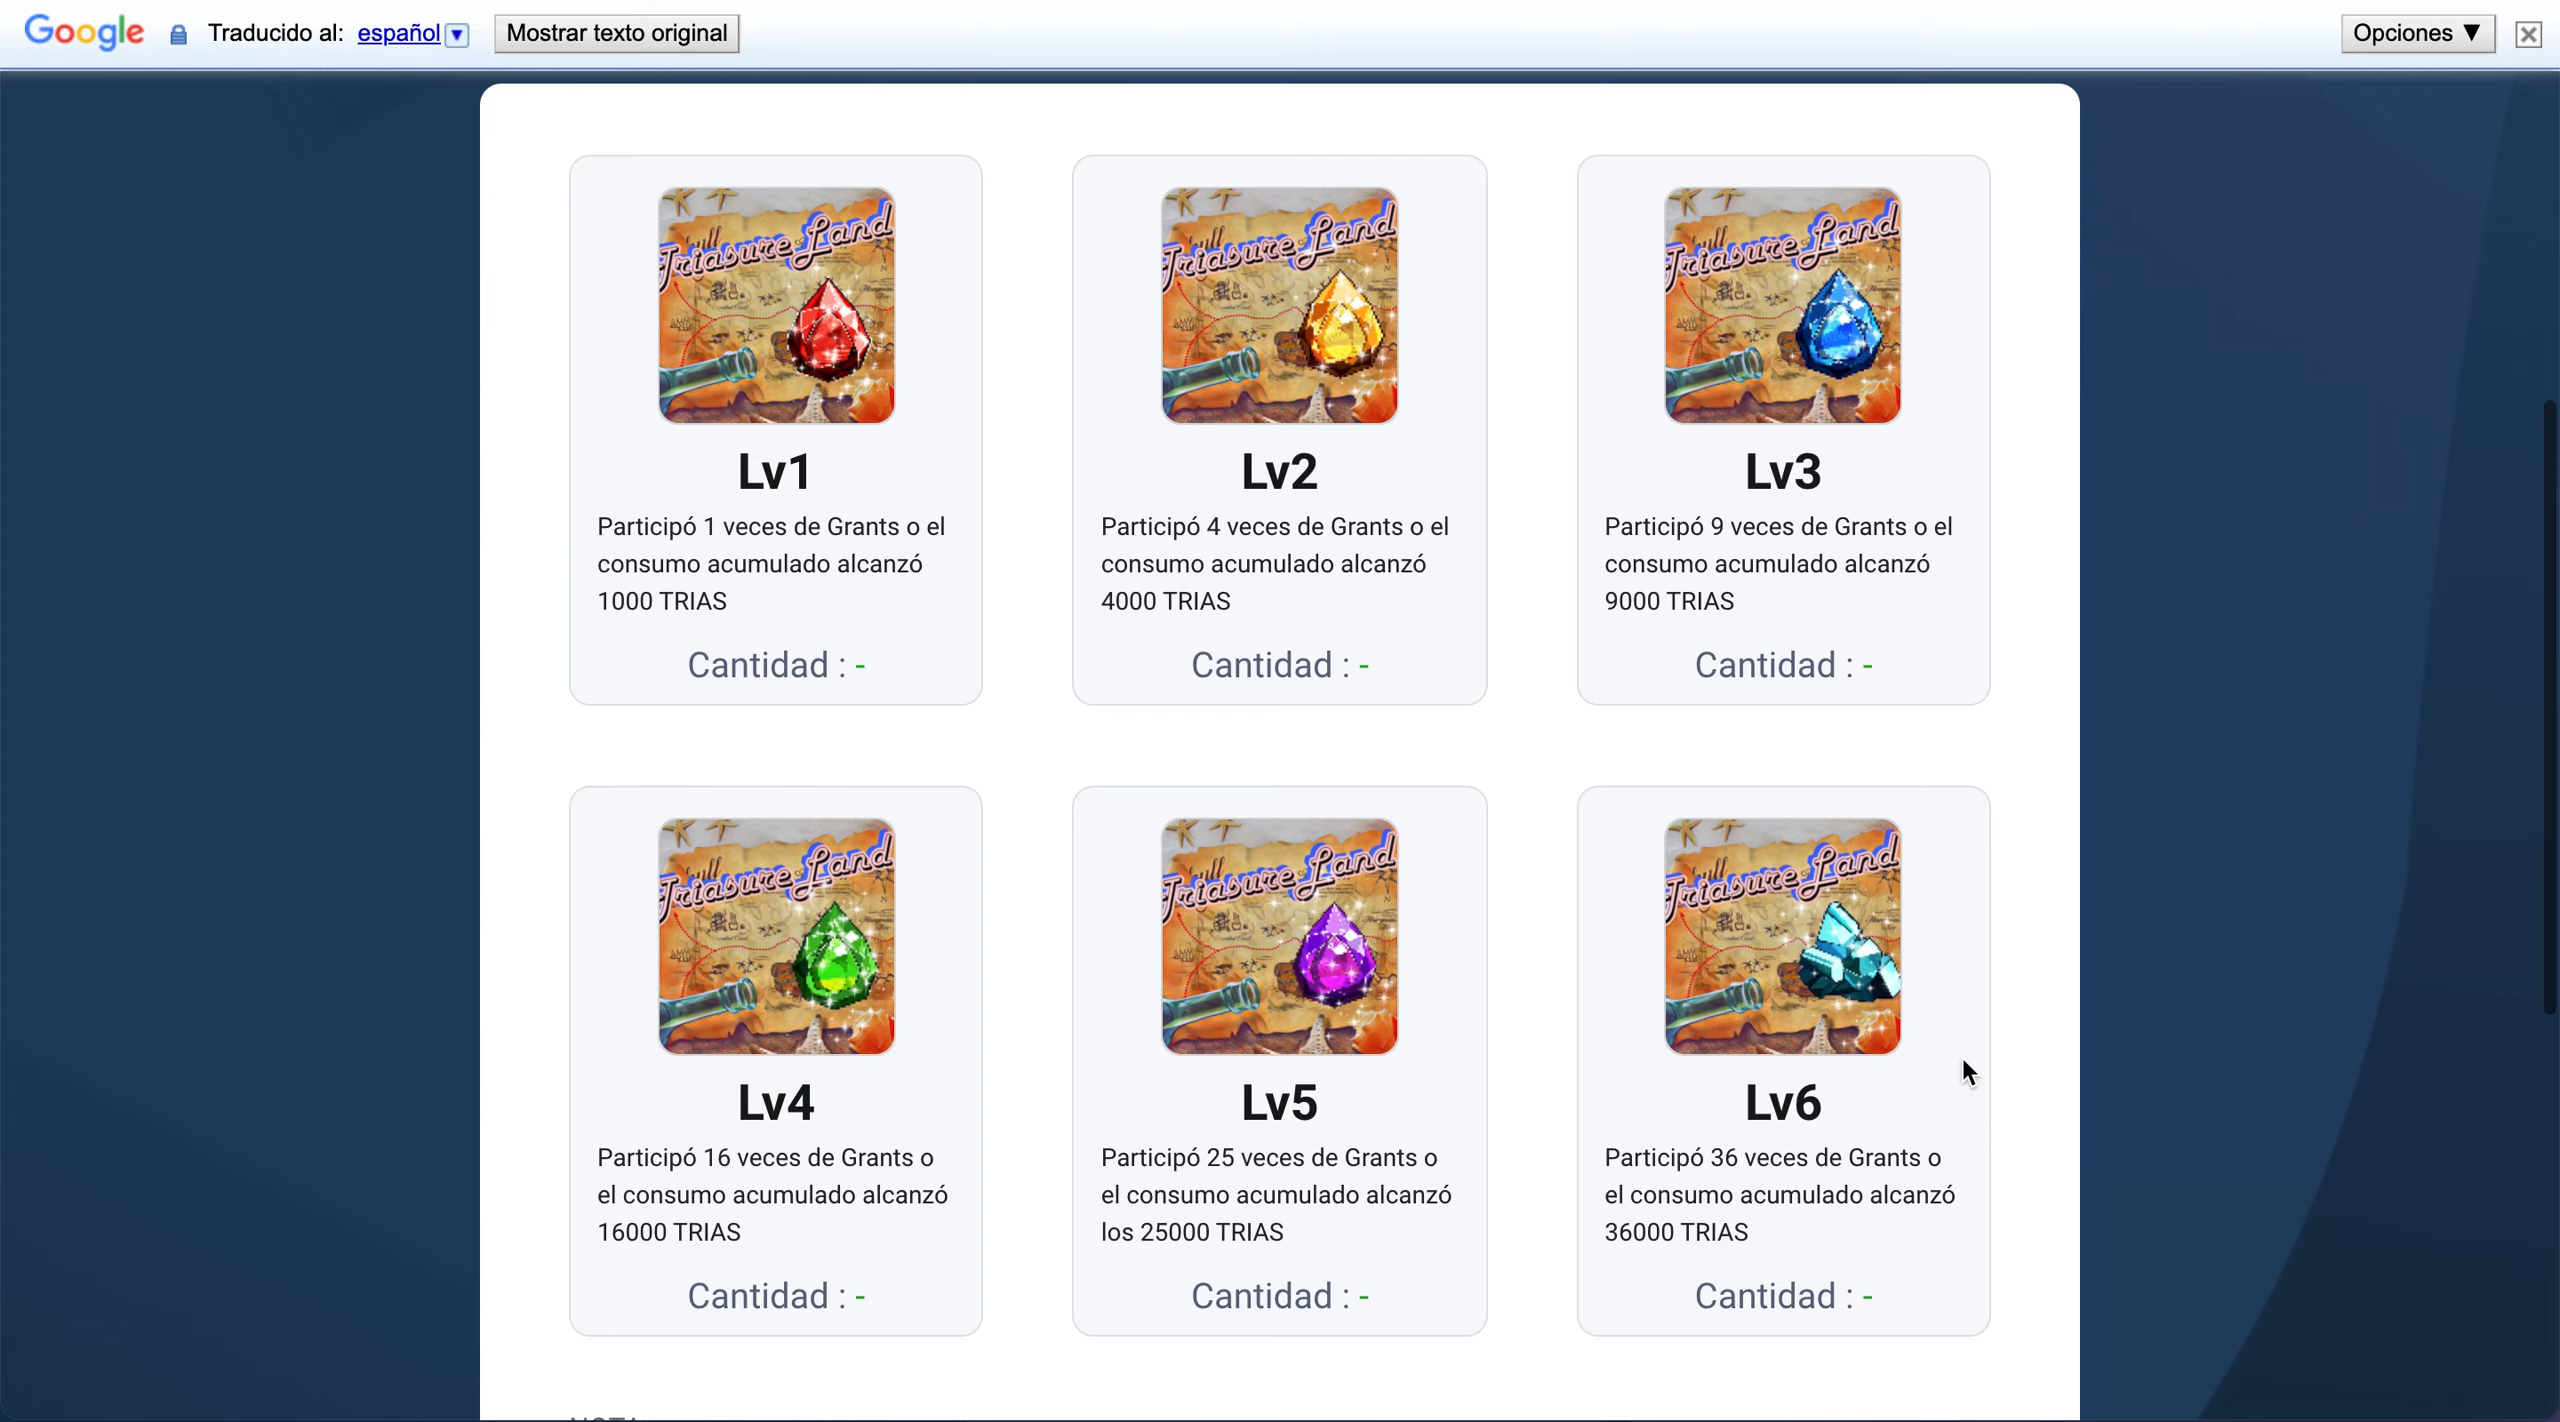 Google Traducido al: español Mostrar texto original Opciones ▼
Triasure Land
Triasure Land
Triasure Land
Lv1
Participó 1 veces de Grants o el
consumo acumulado alcanzó
1000 TRIAS
Cantidad : -
Lv2
Participó 4 veces de Grants o el
consumo acumulado alcanzó
4000 TRIAS
Cantidad : -
Lv3
Participó 9 veces de Grants o el
consumo acumulado alcanzó
9000 TRIAS
Cantidad : -
Triasure Land
Triasure Land
Triasure Land
Lv4
Participó 16 veces de Grants o
el consumo acumulado alcanzó
16000 TRIAS
Cantidad : -
Lv5
Participó 25 veces de Grants o
el consumo acumulado alcanzó
los 25000 TRIAS
Cantidad : -
Lv6
Participó 36 veces de Grants o
el consumo acumulado alcanzó
36000 TRIAS
Cantidad : -